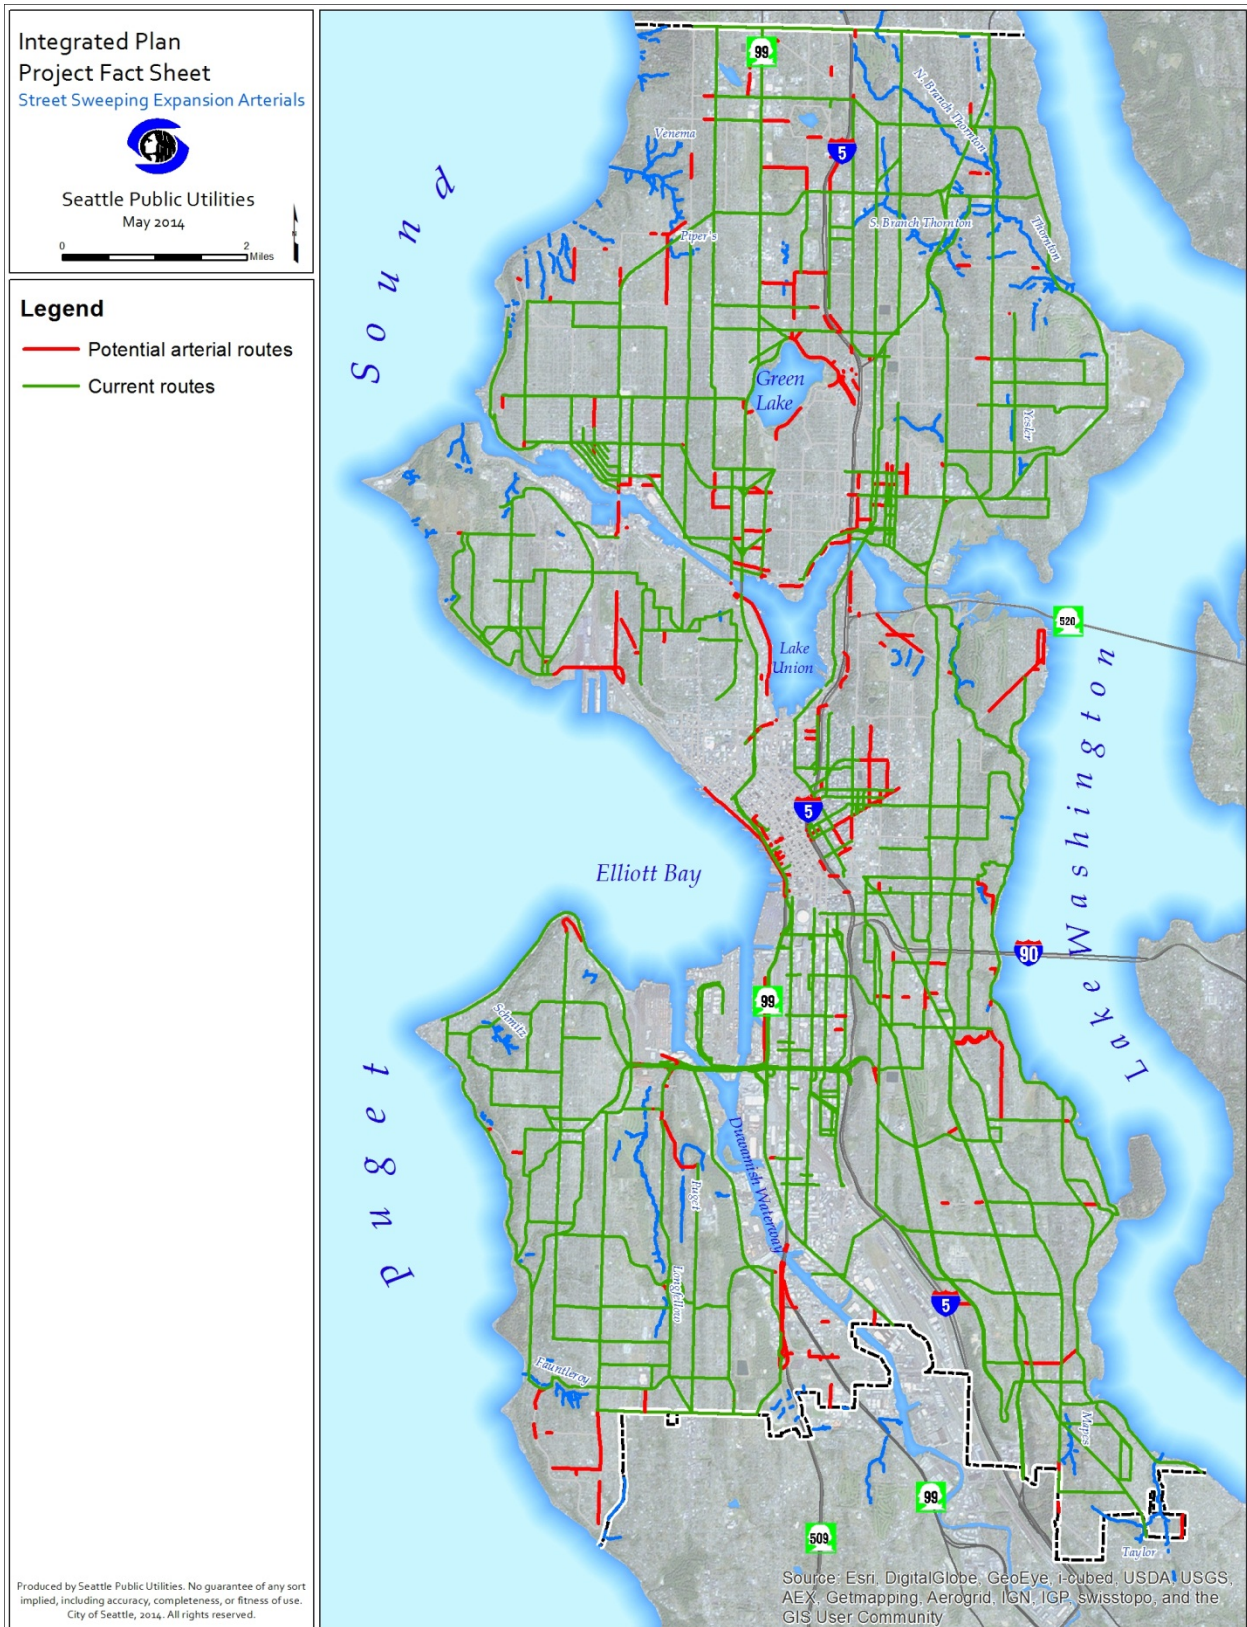 Integrated Plan
Project Fact Sheet
Street Sweeping Expansion Arterials
Seattle Public Utilities
May 2014
0 2
Miles
N
Legend
Potential arterial routes
Current routes
Produced by Seattle Public Utilities. No guarantee of any sort
implied, including accuracy, completeness, or fitness of use.
City of Seattle, 2014. All rights reserved.
99
N. Branch Thornton
Venema
5
Sound
Piper's
S. Branch Thornton
Thornton
Green
Lake
Yesler
520
Lake
Union
Lake Washington
5
Elliott Bay
90
99
Schmitz
Puget
Duwamish Waterway
Puget
Longfellow
5
Fauntleroy
Mapes
99
509
Taylor
Source: Esri, DigitalGlobe, GeoEye, i-cubed, USDA, USGS,
AEX, Getmapping, Aerogrid, IGN, IGP, swisstopo, and the
GIS User Community